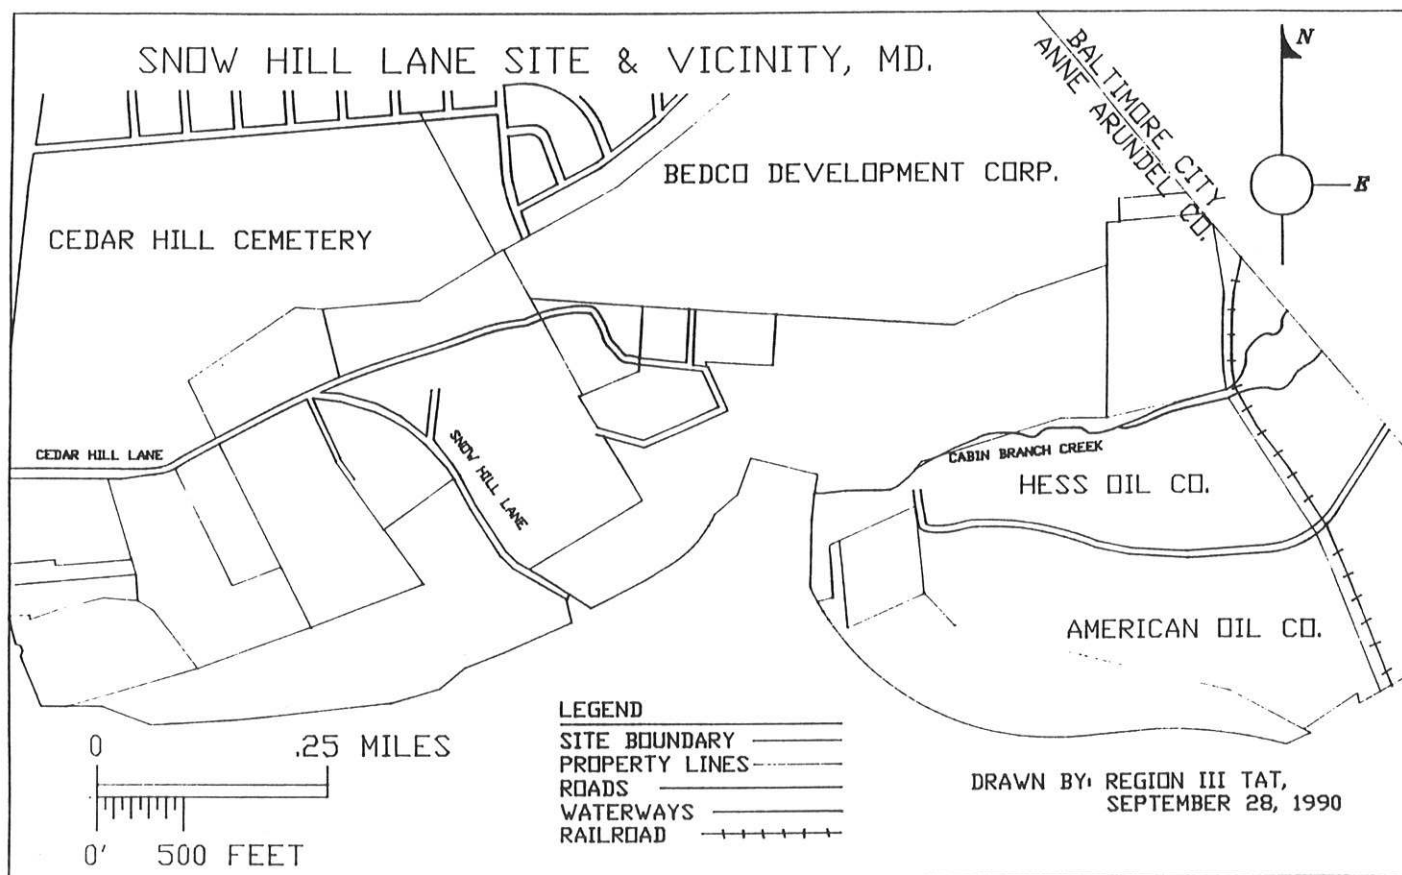 SNOW HILL LANE SITE & VICINITY, MD.
BALTIMORE CITY
ANNE ARUNDEL CO.
N
E
BEDCO DEVELOPMENT CORP.
CEDAR HILL CEMETERY
CEDAR HILL LANE
SNOW HILL LANE
CABIN BRANCH CREEK
HESS OIL CO.
AMERICAN OIL CO.
0 .25 MILES
0' 500 FEET
LEGEND
SITE BOUNDARY
PROPERTY LINES
ROADS
WATERWAYS
RAILROAD
DRAWN BY: REGION III TAT,
SEPTEMBER 28, 1990